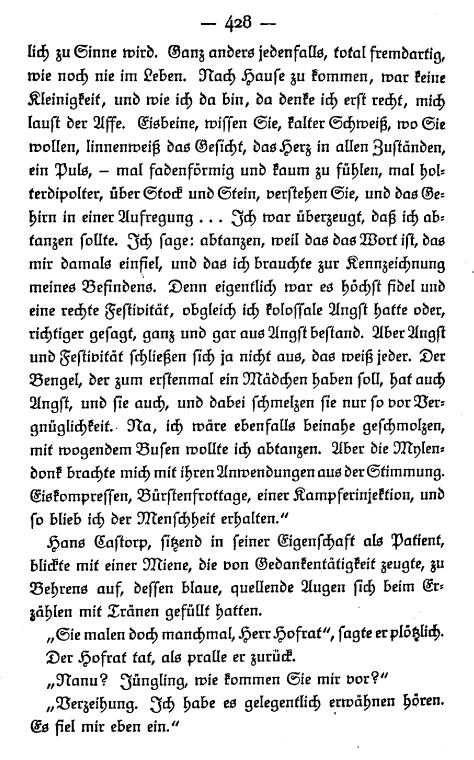 — 428 —
lich zu Sinne wird. Ganz anders jedenfalls, total fremdartig,
wie noch nie im Leben. Nach Hause zu kommen, war keine
Kleinigkeit, und wie ich da bin, da denke ich erst recht, mich
laust der Affe. Eisbeine, wissen Sie, kalter Schweiß, wo Sie
wollen, linnenweiß das Gesicht, das Herz in allen Zuständen,
ein Puls, – mal fadenförmig und kaum zu fühlen, mal hol-
terdipolter, über Stock und Stein, verstehen Sie, und das Ge-
hirn in einer Aufregung . . . Ich war überzeugt, daß ich ab-
tanzen sollte. Ich sage: abtanzen, weil das das Wort ist, das
mir damals einfiel, und das ich brauchte zur Kennzeichnung
meines Befindens. Denn eigentlich war es höchst fidel und
eine rechte Festivität, obgleich ich kolossale Angst hatte oder,
richtiger gesagt, ganz und gar aus Angst bestand. Aber Angst
und Festivität schließen sich ja nicht aus, das weiß jeder. Der
Bengel, der zum erstenmal ein Mädchen haben soll, hat auch
Angst, und sie auch, und dabei schmelzen sie nur so vor Ver-
gnüglichkeit. Na, ich wäre ebenfalls beinahe geschmolzen,
mit wogendem Busen wollte ich abtanzen. Aber die Mylen-
donk brachte mich mit ihren Anwendungen aus der Stimmung.
Eiskompressen, Bürstenfrottage, einer Kampferinjektion, und
so blieb ich der Menschheit erhalten.“
Hans Castorp, sitzend in seiner Eigenschaft als Patient,
blickte mit einer Miene, die von Gedankentätigkeit zeugte, zu
Behrens auf, dessen blaue, quellende Augen sich beim Er-
zählen mit Tränen gefüllt hatten.
„Sie malen doch manchmal, Herr Hofrat“, sagte er plötzlich.
Der Hofrat tat, als pralle er zurück.
„Nanu? Jüngling, wie kommen Sie mir vor?“
„Verzeihung. Ich habe es gelegentlich erwähnen hören.
Es fiel mir eben ein.“